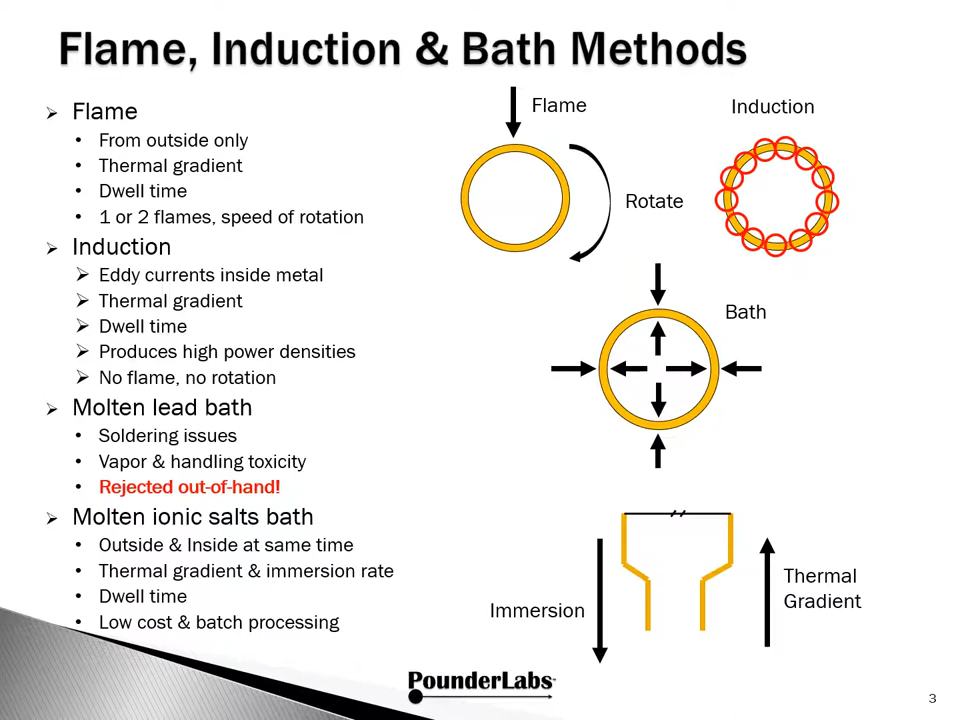 Flame, Induction & Bath Methods
Flame
From outside only
Thermal gradient
Dwell time
1 or 2 flames, speed of rotation
Induction
Eddy currents inside metal
Thermal gradient
Dwell time
Produces high power densities
No flame, no rotation
Molten lead bath
Soldering issues
Vapor & handling toxicity
Rejected out-of-hand!
Molten ionic salts bath
Outside & Inside at same time
Thermal gradient & immersion rate
Dwell time
Low cost & batch processing
Flame
Induction
Rotate
Bath
Immersion
Thermal
Gradient
PounderLabs
3